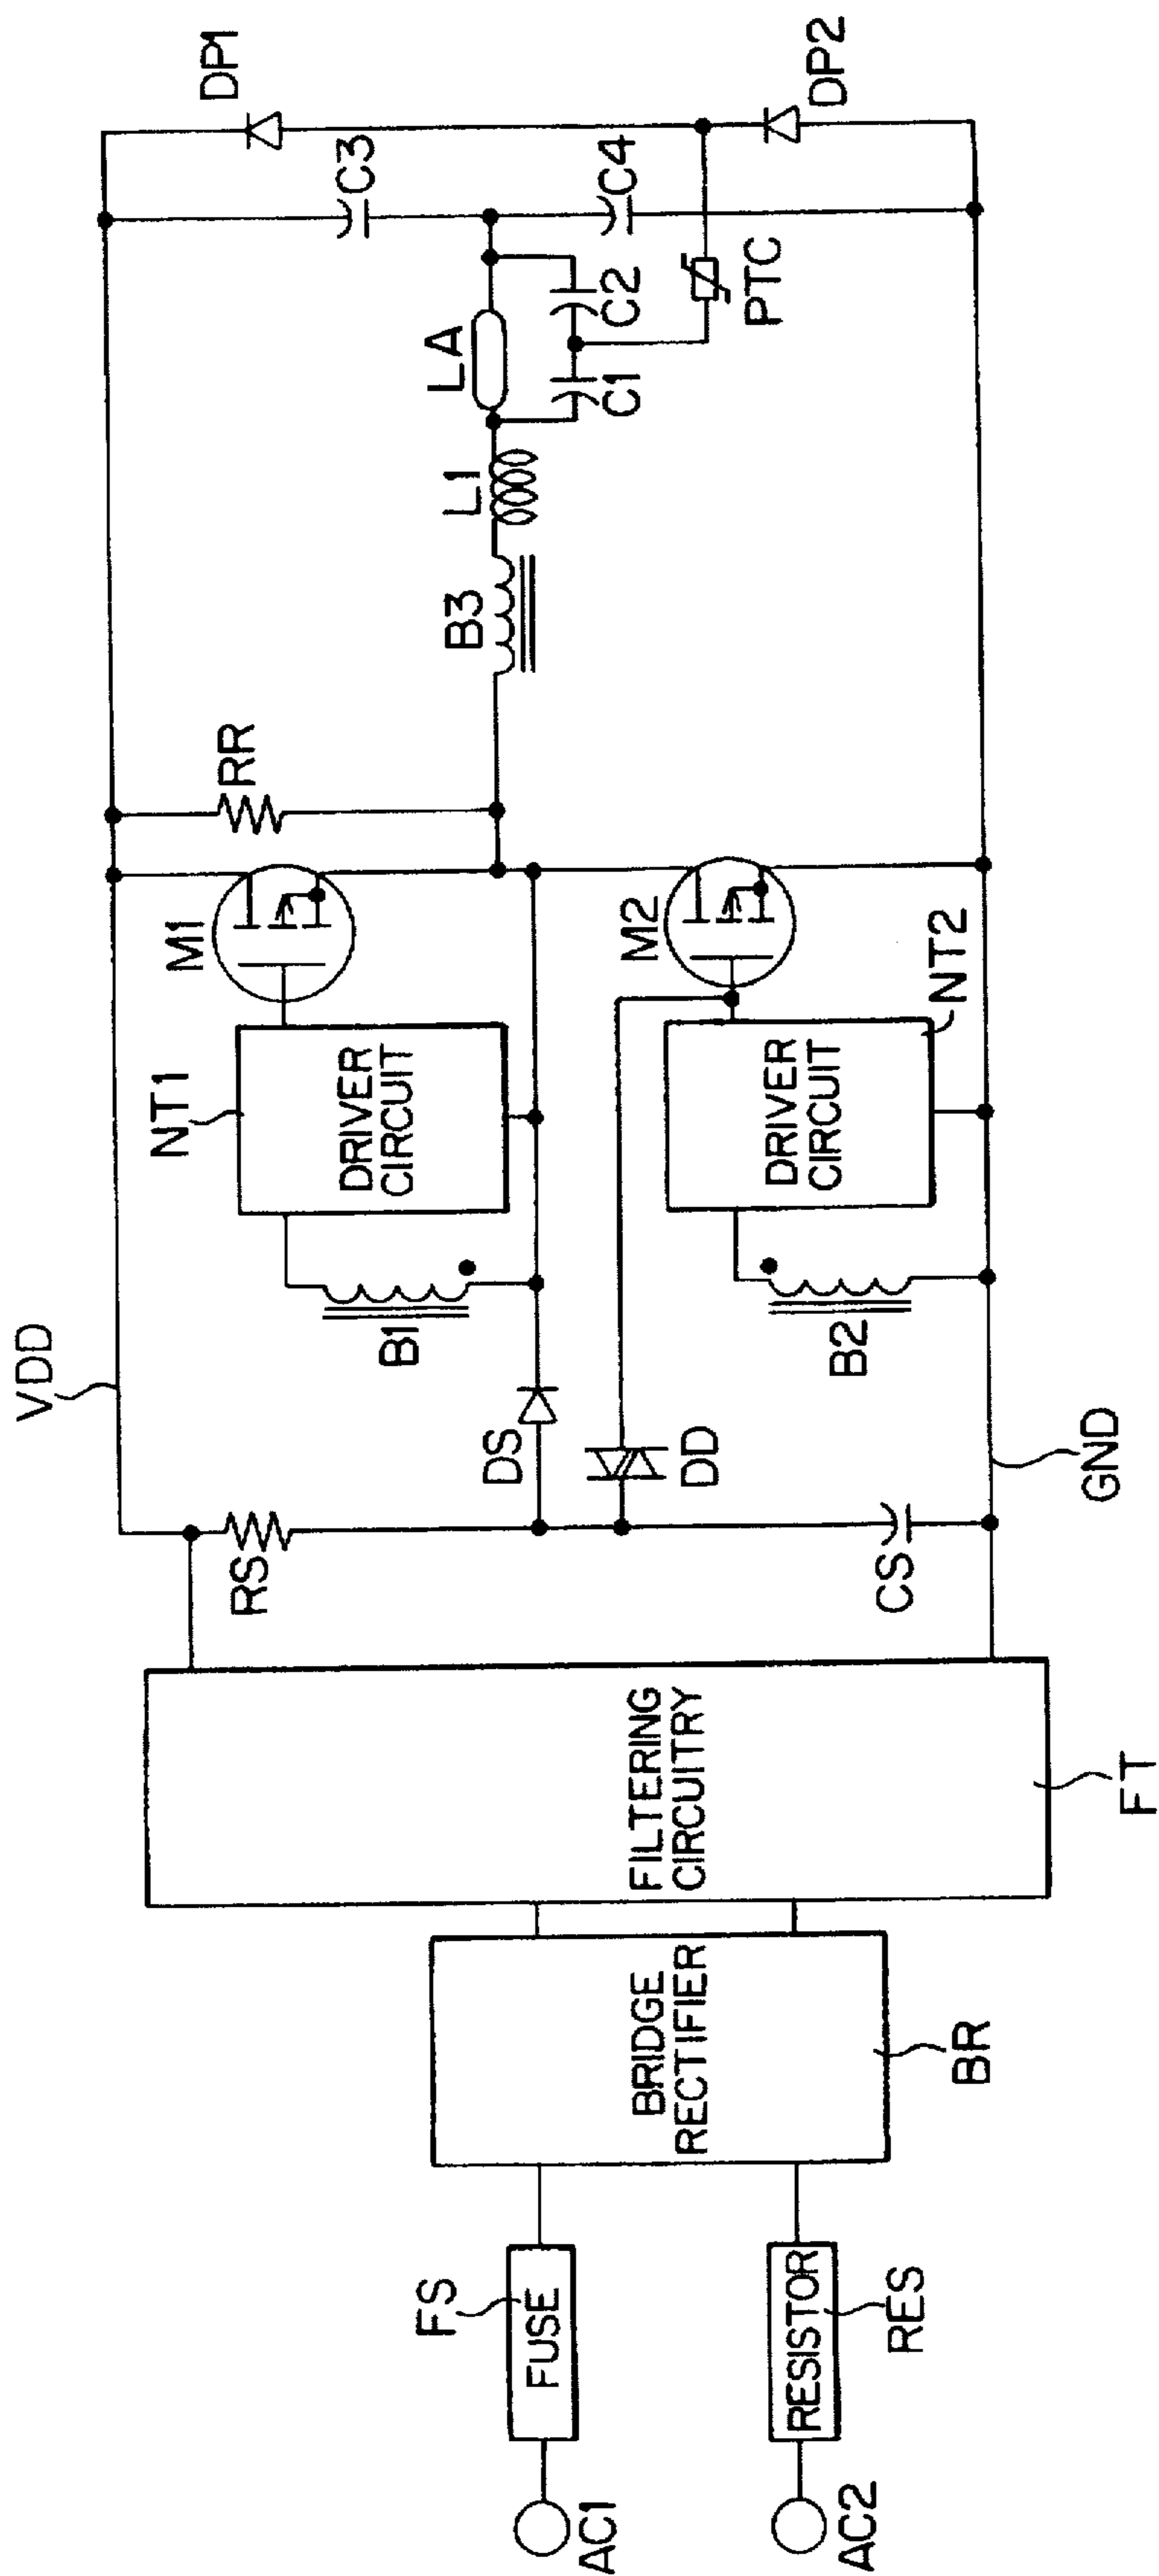 AC1
AC2
FS
FUSE
RESISTOR
RES
BRIDGE
RECTIFIER
BR
FILTERING
CIRCUITRY
FT
VDD
RS
CS
GND
DS
DD
B1
B2
NT1
DRIVER
CIRCUIT
DRIVER
CIRCUIT
NT2
M1
M2
RR
B3
L1
LA
C1
C2
PTC
C3
C4
DP1
DP2